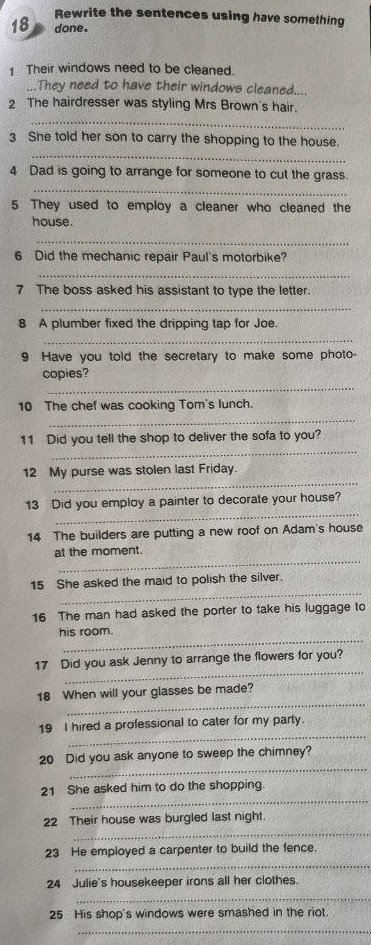 18 Rewrite the sentences using have something
done.
1 Their windows need to be cleaned.
...They need to have their windows cleaned....
2 The hairdresser was styling Mrs Brown's hair.
3 She told her son to carry the shopping to the house.
4 Dad is going to arrange for someone to cut the grass.
5 They used to employ a cleaner who cleaned the
house.
6 Did the mechanic repair Paul's motorbike?
7 The boss asked his assistant to type the letter.
8 A plumber fixed the dripping tap for Joe.
9 Have you told the secretary to make some photo-
copies?
10 The chef was cooking Tom's lunch.
11 Did you tell the shop to deliver the sofa to you?
12 My purse was stolen last Friday.
13 Did you employ a painter to decorate your house?
14 The builders are putting a new roof on Adam's house
at the moment.
15 She asked the maid to polish the silver.
16 The man had asked the porter to take his luggage to
his room.
17 Did you ask Jenny to arrange the flowers for you?
18 When will your glasses be made?
19 I hired a professional to cater for my party.
20 Did you ask anyone to sweep the chimney?
21 She asked him to do the shopping.
22 Their house was burgled last night.
23 He employed a carpenter to build the fence.
24 Julie's housekeeper irons all her clothes.
25 His shop's windows were smashed in the riot.